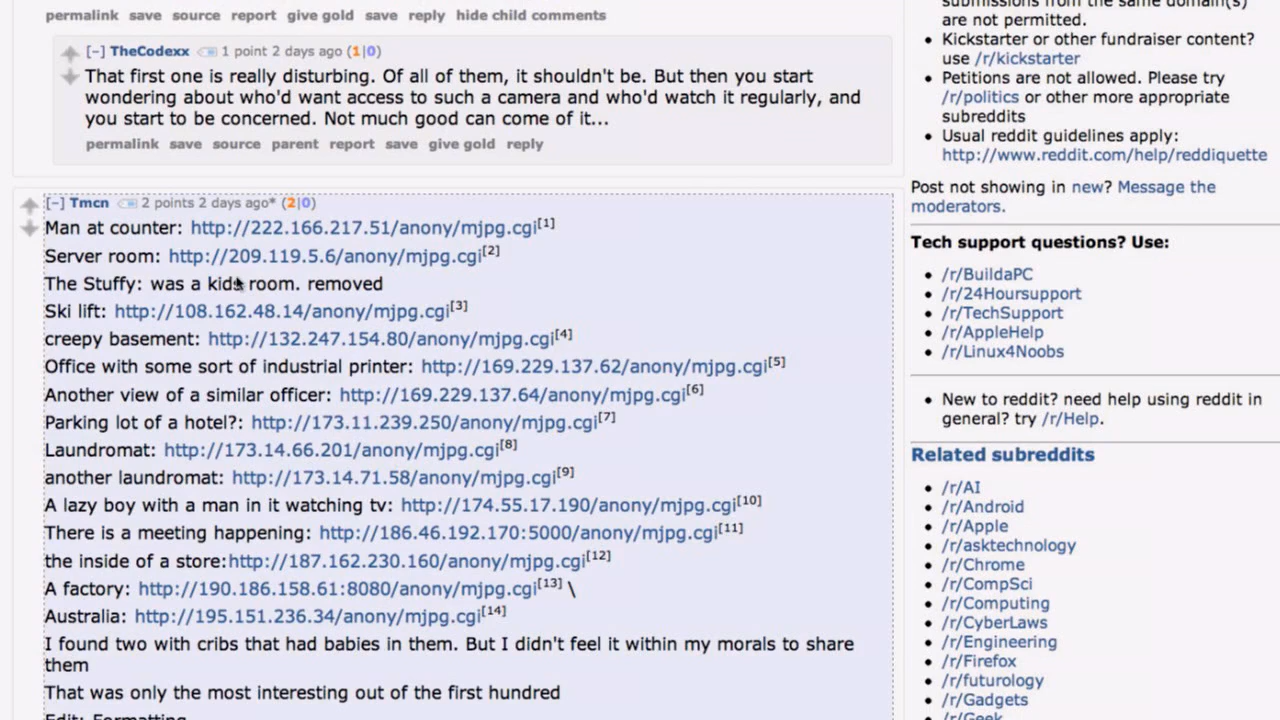 permalink save source report give gold save reply hide child comments
[–] TheCodexx 1 point 2 days ago (1|0)
That first one is really disturbing. Of all of them, it shouldn't be. But then you start
wondering about who'd want access to such a camera and who'd watch it regularly, and
you start to be concerned. Not much good can come of it...
permalink save source parent report save give gold reply
[–] Tmcn 2 points 2 days ago* (2|0)
Man at counter: http://222.166.217.51/anony/mjpg.cgi[1]
Server room: http://209.119.5.6/anony/mjpg.cgi[2]
The Stuffy: was a kids room. removed
Ski lift: http://108.162.48.14/anony/mjpg.cgi[3]
creepy basement: http://132.247.154.80/anony/mjpg.cgi[4]
Office with some sort of industrial printer: http://169.229.137.62/anony/mjpg.cgi[5]
Another view of a similar officer: http://169.229.137.64/anony/mjpg.cgi[6]
Parking lot of a hotel?: http://173.11.239.250/anony/mjpg.cgi[7]
Laundromat: http://173.14.66.201/anony/mjpg.cgi[8]
another laundromat: http://173.14.71.58/anony/mjpg.cgi[9]
A lazy boy with a man in it watching tv: http://174.55.17.190/anony/mjpg.cgi[10]
There is a meeting happening: http://186.46.192.170:5000/anony/mjpg.cgi[11]
the inside of a store:http://187.162.230.160/anony/mjpg.cgi[12]
A factory: http://190.186.158.61:8080/anony/mjpg.cgi[13] \
Australia: http://195.151.236.34/anony/mjpg.cgi[14]
I found two with cribs that had babies in them. But I didn't feel it within my morals to share
them
That was only the most interesting out of the first hundred
Edit: Formatting
submissions from the same domain(s)
are not permitted.
• Kickstarter or other fundraiser content?
use /r/kickstarter
• Petitions are not allowed. Please try
/r/politics or other more appropriate
subreddits
• Usual reddit guidelines apply:
http://www.reddit.com/help/reddiquette
Post not showing in new? Message the
moderators.
Tech support questions? Use:
• /r/BuildaPC
• /r/24Hoursupport
• /r/TechSupport
• /r/AppleHelp
• /r/Linux4Noobs
• New to reddit? need help using reddit in
general? try /r/Help.
Related subreddits
• /r/AI
• /r/Android
• /r/Apple
• /r/asktechnology
• /r/Chrome
• /r/CompSci
• /r/Computing
• /r/CyberLaws
• /r/Engineering
• /r/Firefox
• /r/futurology
• /r/Gadgets
• /r/Geek